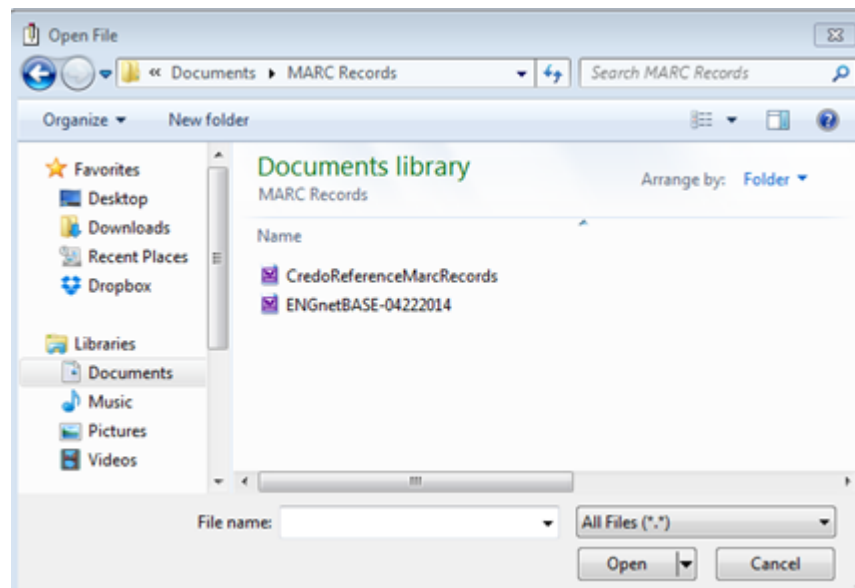 Open File
« Documents ▸ MARC Records
Search MARC Records
Organize
New folder
Favorites
Desktop
Downloads
Recent Places
Dropbox
Libraries
Documents
Music
Pictures
Videos
Documents library
MARC Records
Arrange by: Folder
Name
CredoReferenceMarcRecords
ENGnetBASE-04222014
File name:
All Files (*.*)
Open
Cancel